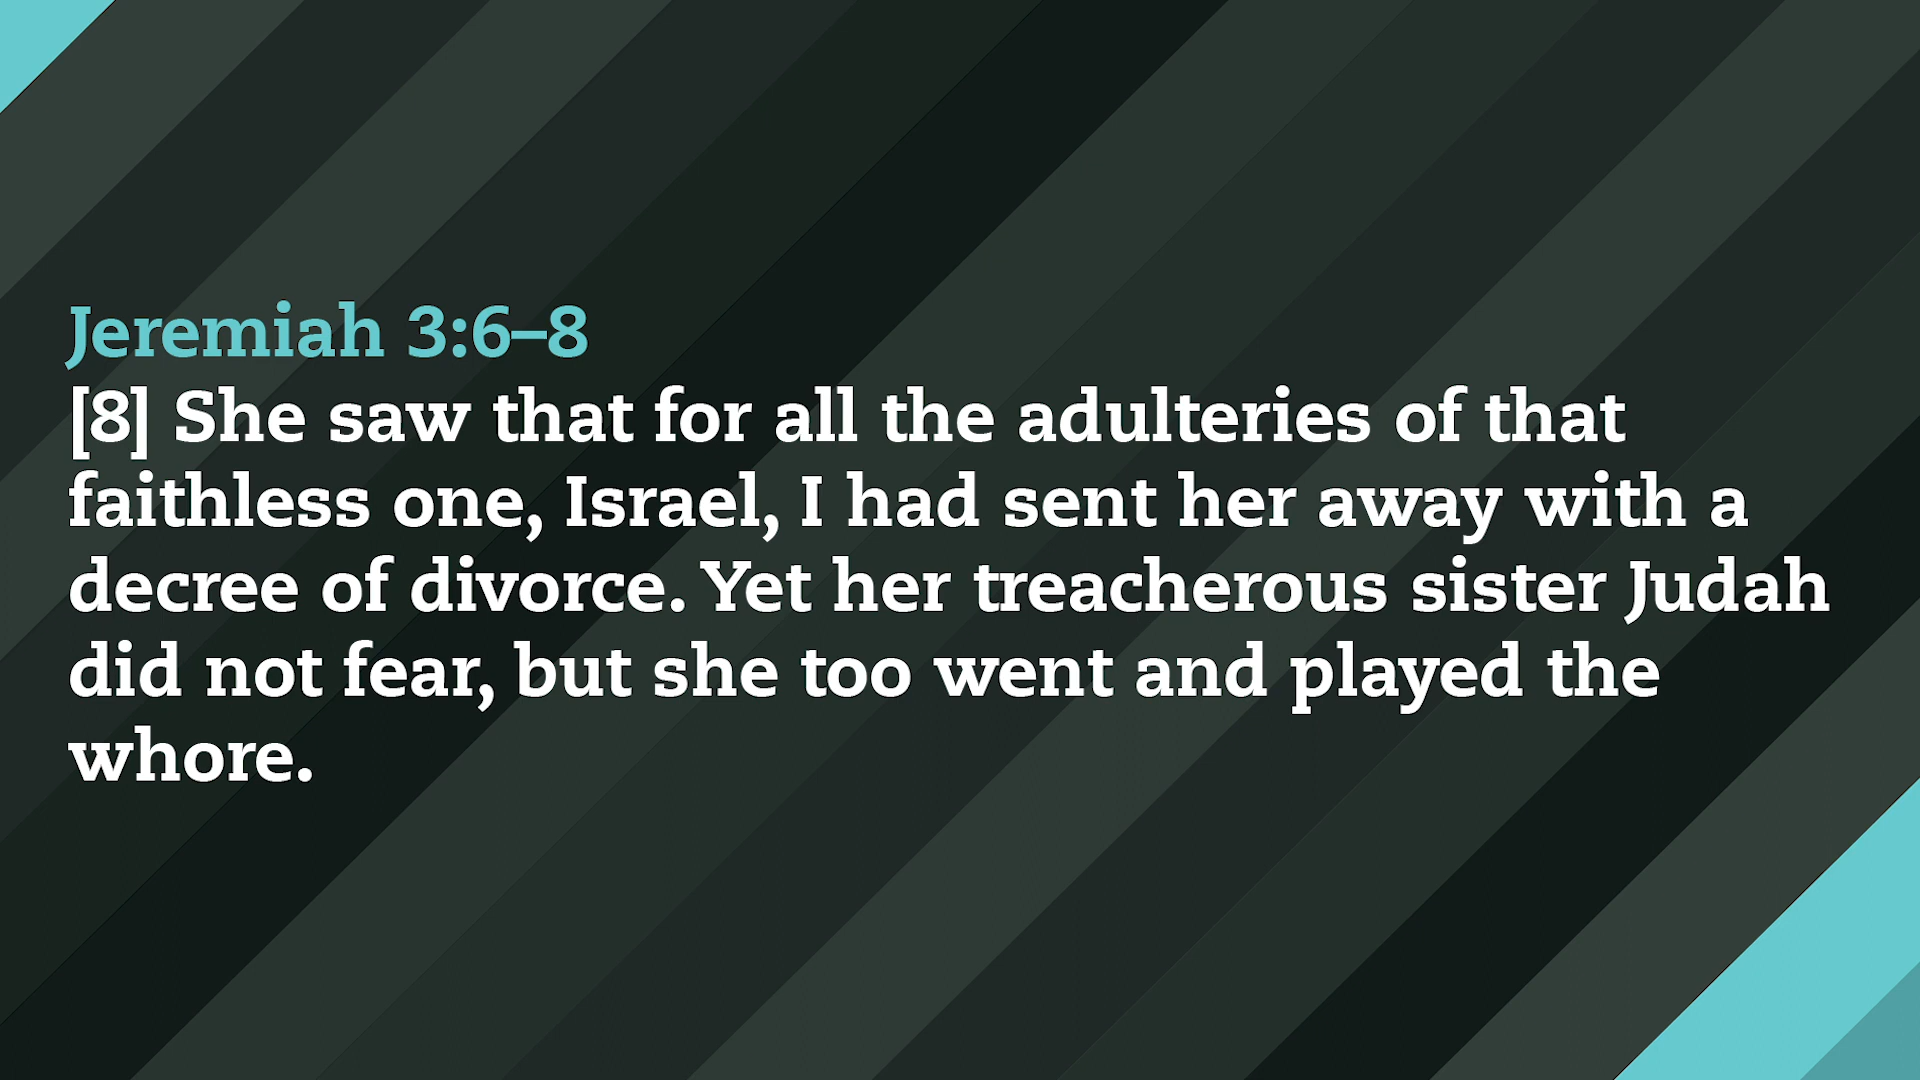 Jeremiah 3:6–8
[8] She saw that for all the adulteries of that
faithless one, Israel, I had sent her away with a
decree of divorce. Yet her treacherous sister Judah
did not fear, but she too went and played the
whore.